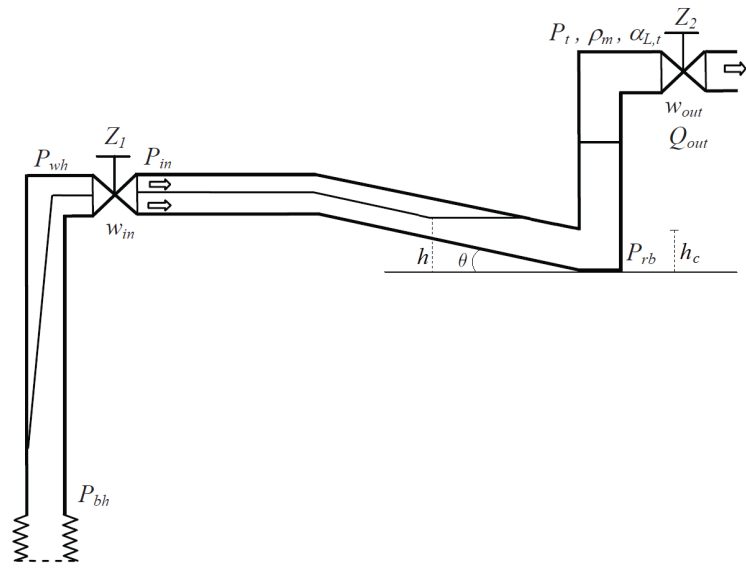 P_t , ρ_m, α_{L,t}
Z_2
w_out
Q_out
Z_1
P_wh
P_in
w_in
h
θ
P_rb
h_c
P_bh